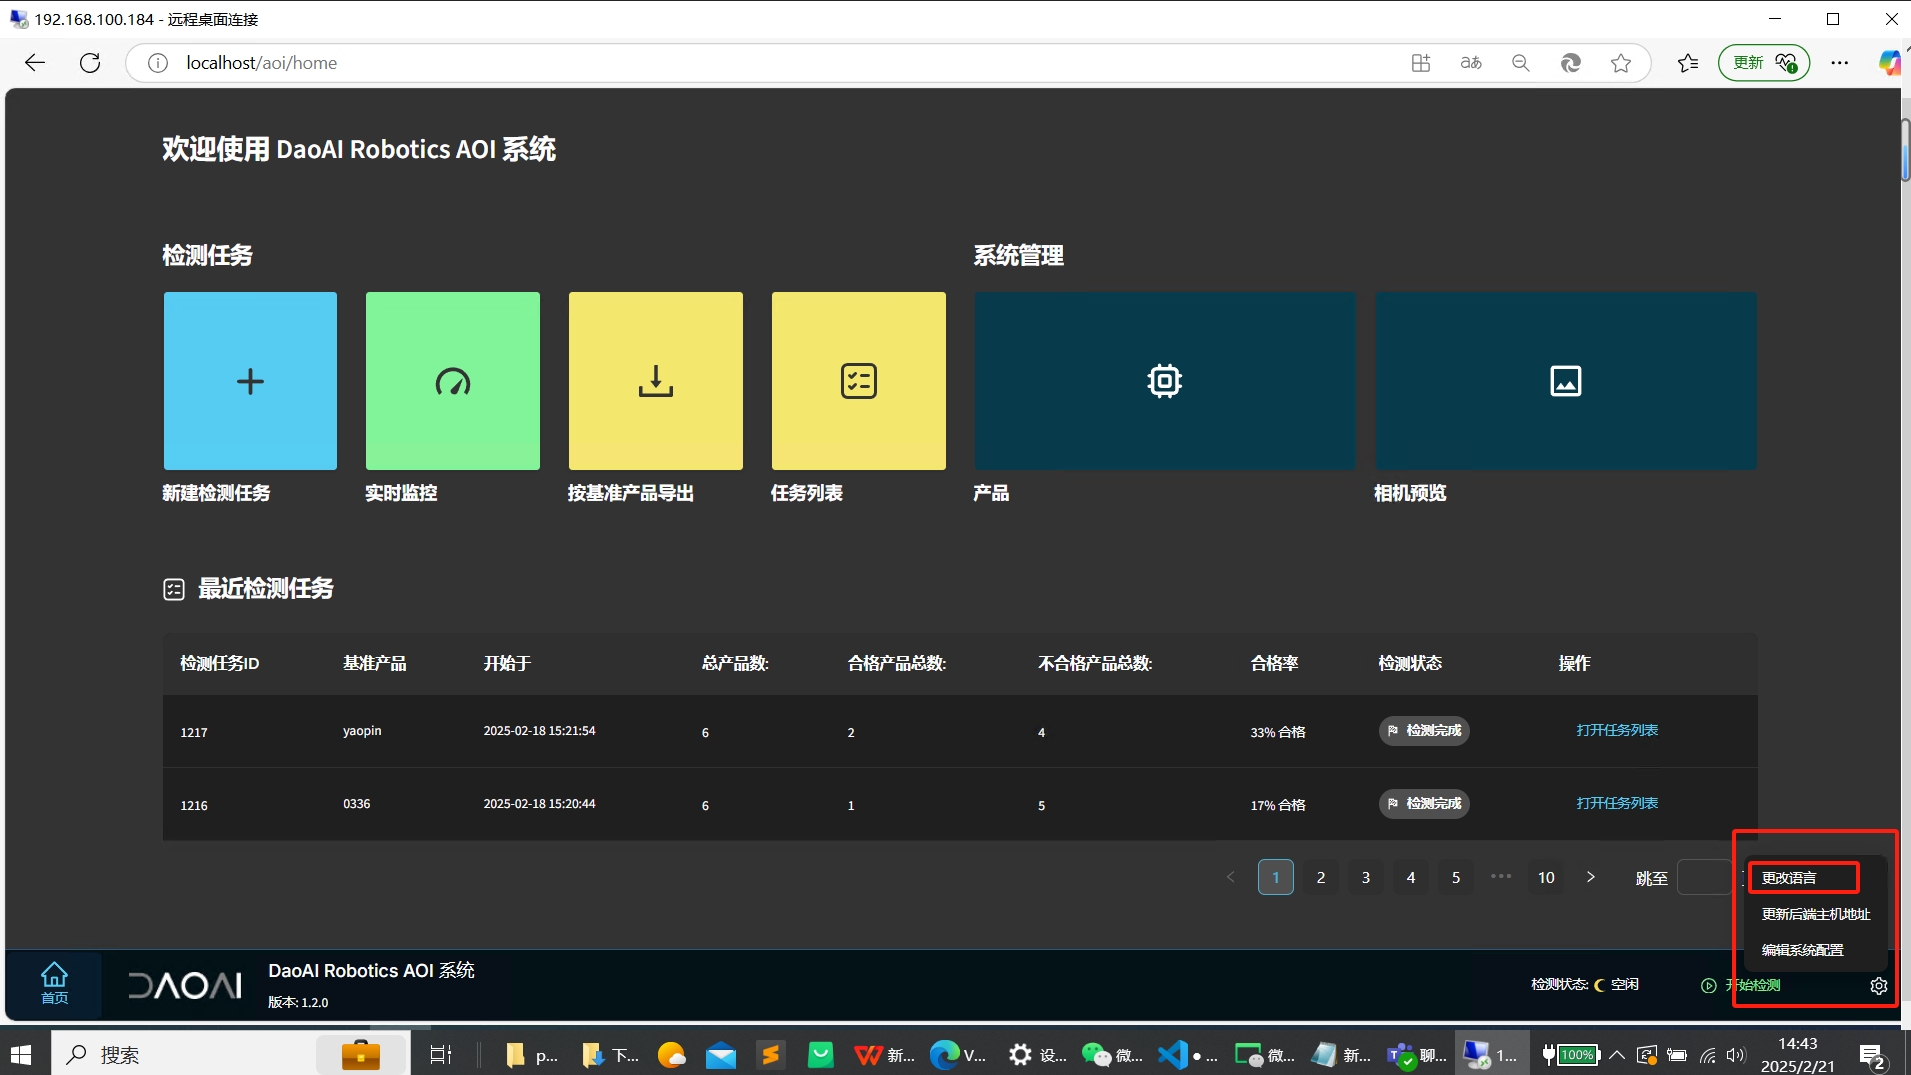 192.168.100.184 - 远程桌面连接
localhost/aoi/home
aあ
更新
欢迎使用 DaoAI Robotics AOI 系统
检测任务
系统管理
新建检测任务
实时监控
按基准产品导出
任务列表
产品
相机预览
最近检测任务
检测任务ID 基准产品 开始于 总产品数: 合格产品总数: 不合格产品总数: 合格率 检测状态 操作
1217 yaopin 2025-02-18 15:21:54 6 2 4 33% 合格 检测完成 打开任务列表
1216 0336 2025-02-18 15:20:44 6 1 5 17% 合格 检测完成 打开任务列表
< 1 2 3 4 5 ••• 10 > 跳至
更改语言
更新后端主机地址
编辑系统配置
首页
DAOAI
DaoAI Robotics AOI 系统
版本: 1.2.0
检测状态: 空闲
开始检测
搜索
p...
下...
新...
V...
设...
微...
● ...
微...
新...
聊...
1...
100%
14:43
2025/2/21
2